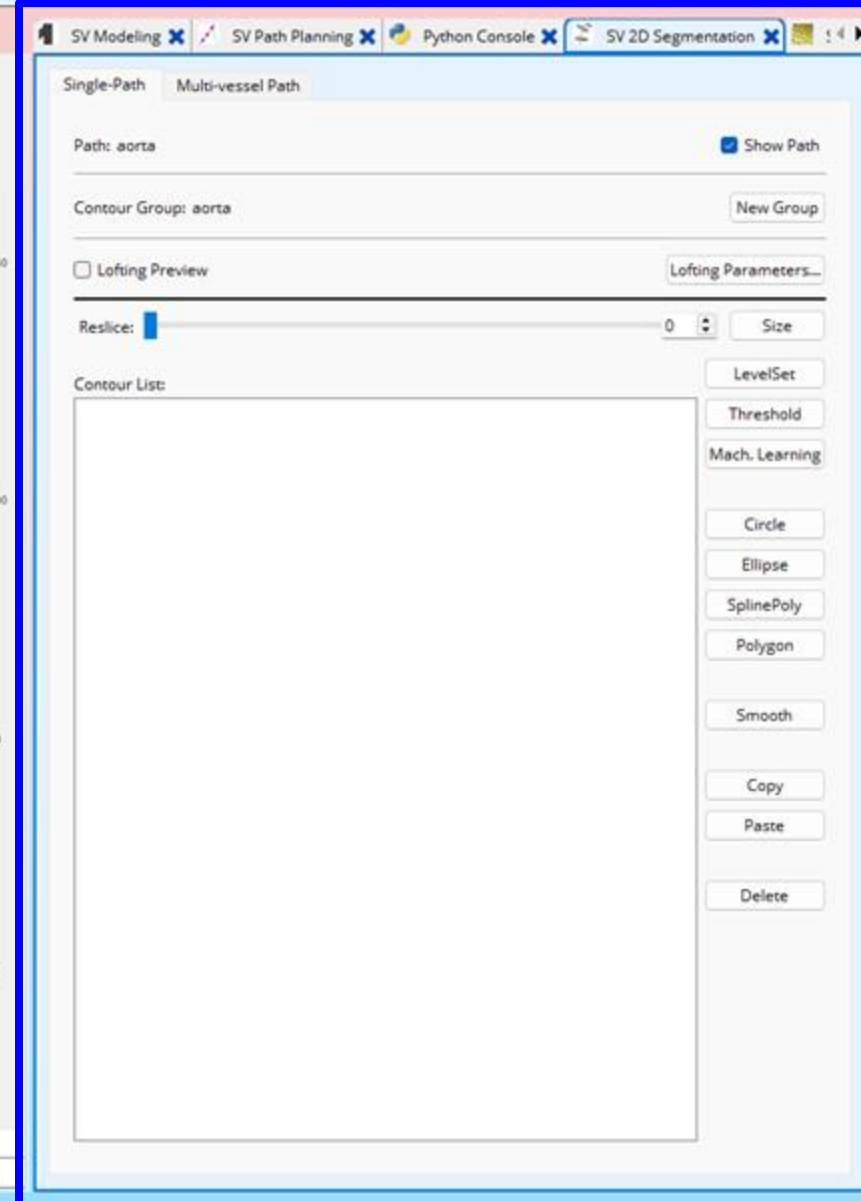 SV Modeling SV Path Planning Python Console SV 2D Segmentation
Single-Path Multi-vessel Path
Path: aorta Show Path
Contour Group: aorta New Group
Lofting Preview Lofting Parameters...
Reslice: 0 Size
LevelSet
Contour List:
Threshold
Mach. Learning
Circle
Ellipse
SplinePoly
Polygon
Smooth
Copy
Paste
Delete